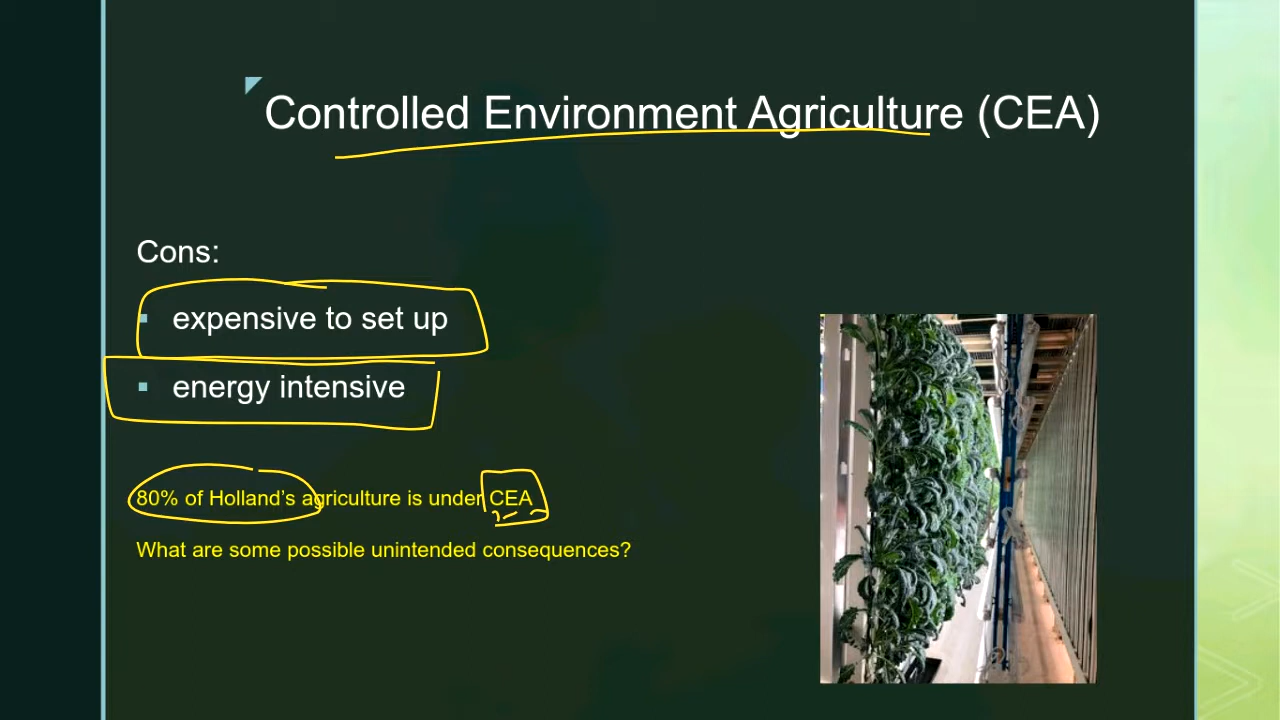 Controlled Environment Agriculture (CEA)
Cons:
▪ expensive to set up
▪ energy intensive
80% of Holland’s agriculture is under CEA
What are some possible unintended consequences?